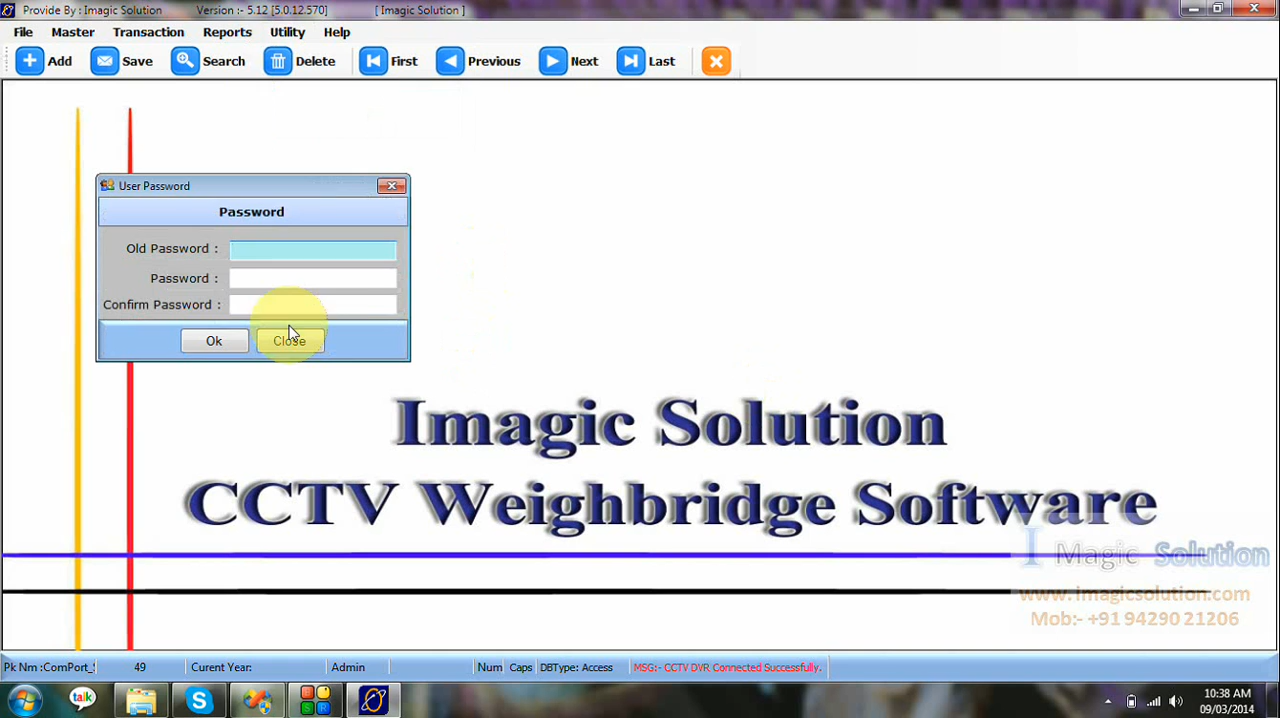 Provide By : Imagic Solution Version :- 5.12 [5.0.12.570] [ Imagic Solution ]
File Master Transaction Reports Utility Help
Add Save Search Delete First Previous Next Last
User Password
Password
Old Password :
Password :
Confirm Password :
Ok Close
Imagic Solution
CCTV Weighbridge Software
I Magic Solution
www.imagicsolution.com
Mob:- +91 94290 21206
Pk Nm :ComPort_S 49 Curent Year: Admin Num Caps DBType: Access MSG:- CCTV DVR Connected Successfully.
talk
10:38 AM
09/03/2014